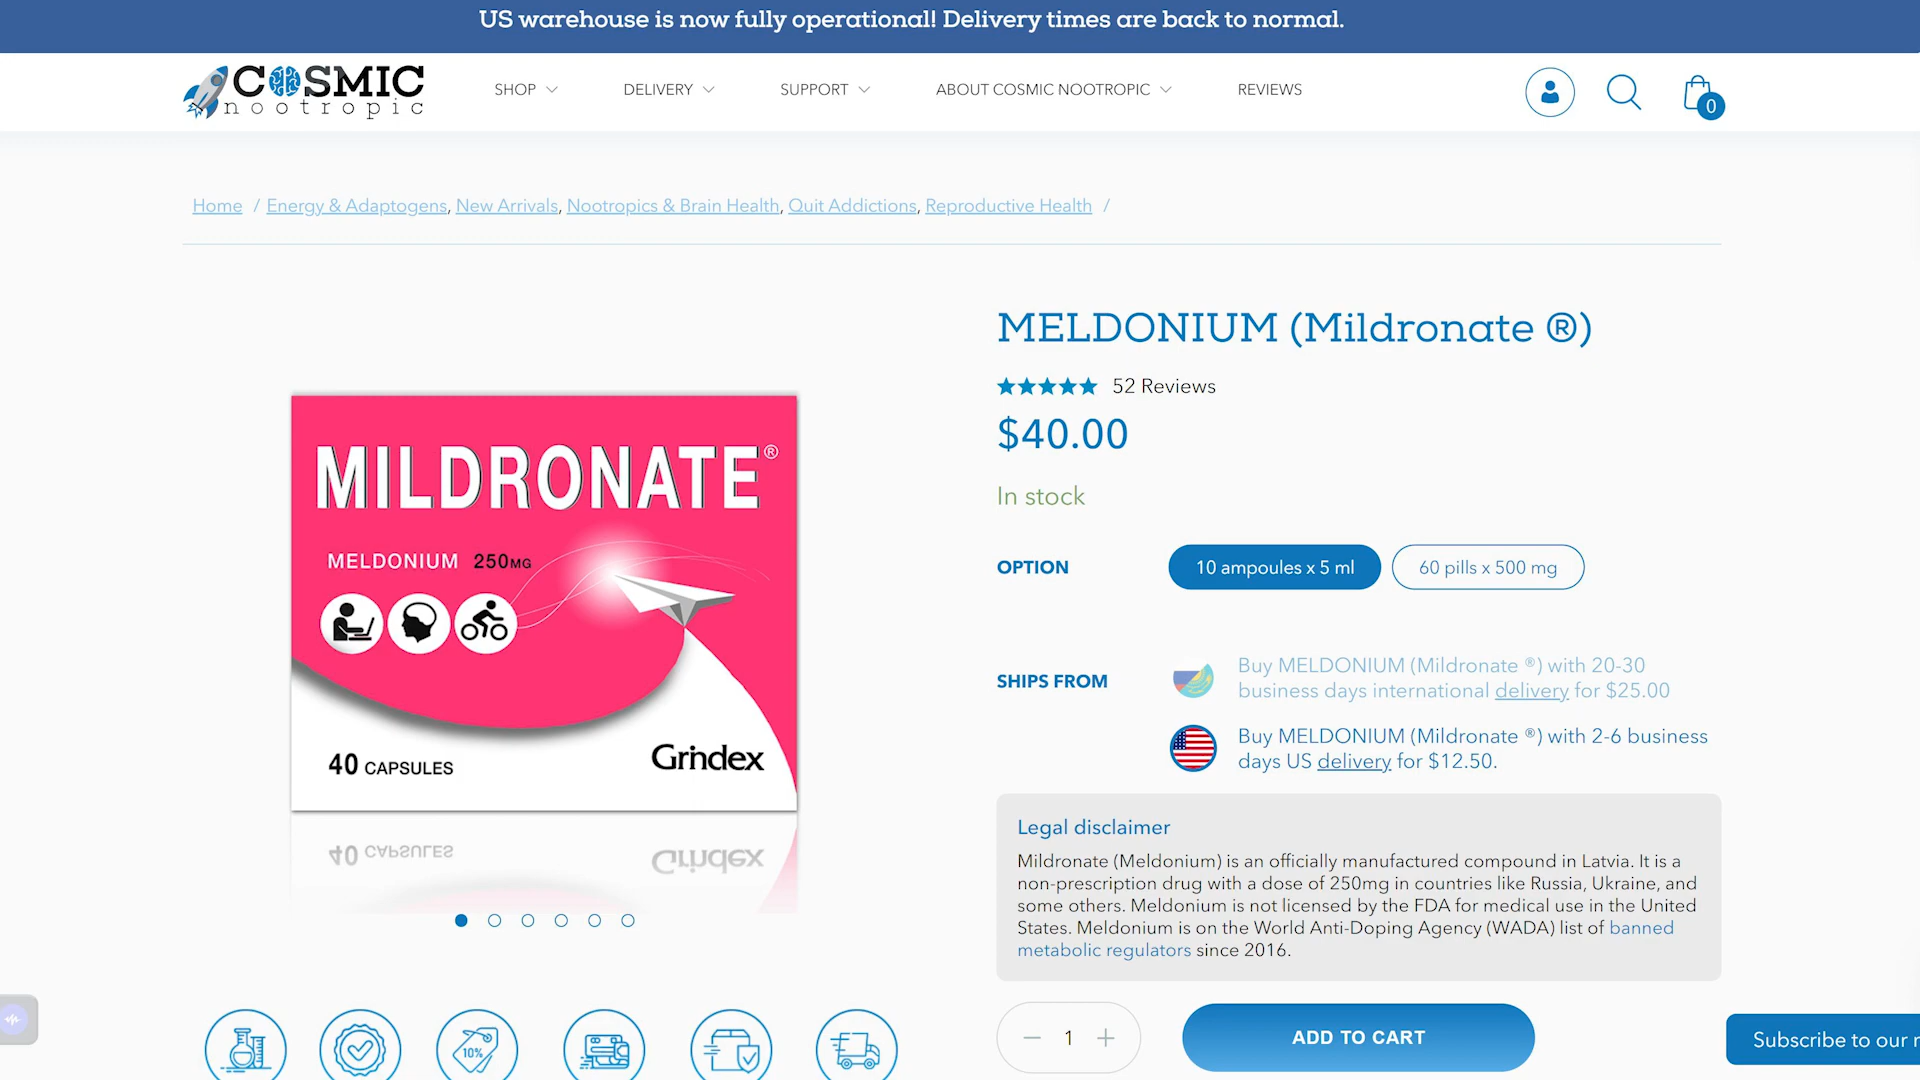 US warehouse is now fully operational! Delivery times are back to normal.
COSMIC
nootropic
SHOP
DELIVERY
SUPPORT
ABOUT COSMIC NOOTROPIC
REVIEWS
0
Home / Energy & Adaptogens, New Arrivals, Nootropics & Brain Health, Quit Addictions, Reproductive Health /
MELDONIUM (Mildronate ®)
52 Reviews
$40.00
In stock
OPTION
10 ampoules x 5 ml
60 pills x 500 mg
SHIPS FROM
Buy MELDONIUM (Mildronate ®) with 20-30
business days international delivery for $25.00
Buy MELDONIUM (Mildronate ®) with 2-6 business
days US delivery for $12.50.
Legal disclaimer
Mildronate (Meldonium) is an officially manufactured compound in Latvia. It is a
non-prescription drug with a dose of 250mg in countries like Russia, Ukraine, and
some others. Meldonium is not licensed by the FDA for medical use in the United
States. Meldonium is on the World Anti-Doping Agency (WADA) list of banned
metabolic regulators since 2016.
1
ADD TO CART
MILDRONATE®
MELDONIUM 250MG
40 CAPSULES
Grindex
40 CAPSULES
Grindex
10%
Subscribe to our